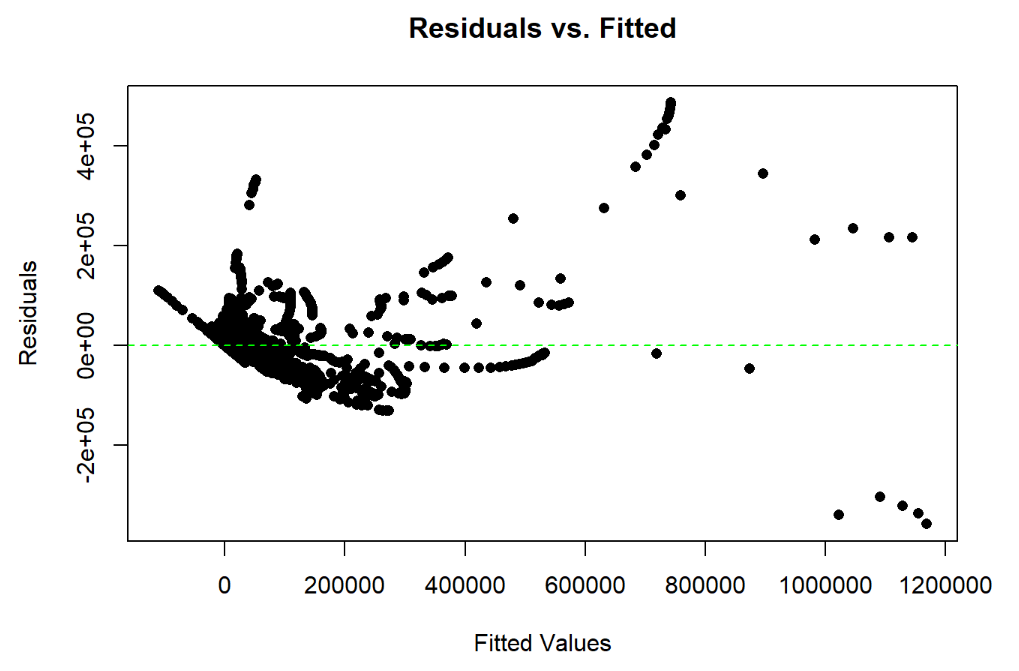 Residuals vs. Fitted
Residuals
4e+05
2e+05
0e+00
-2e+05
0 200000 400000 600000 800000 1000000 1200000
Fitted Values